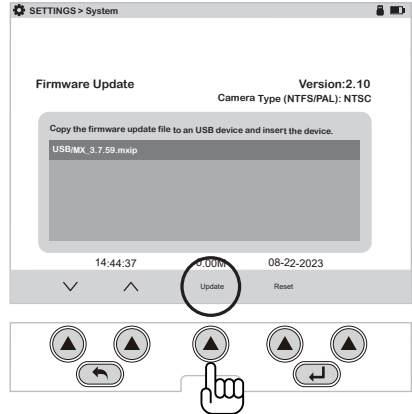 SETTINGS > System
Firmware Update
Version:2.10
Camera Type (NTFS/PAL): NTSC
Copy the firmware update file to an USB device and insert the device.
USB/MX_3.7.59.mxip
14:44:37
0.00M
08-22-2023
Update
Reset